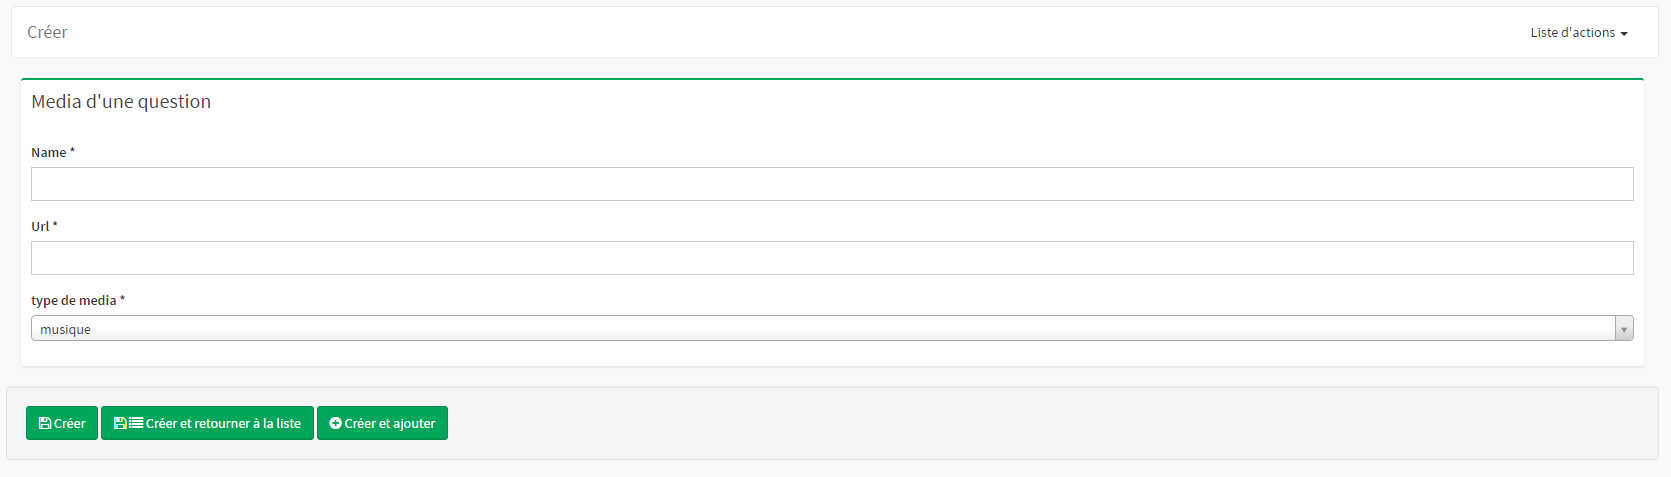 Créer
Liste d'actions
Media d'une question
Name *
Url *
type de media *
musique
Créer
Créer et retourner à la liste
Créer et ajouter